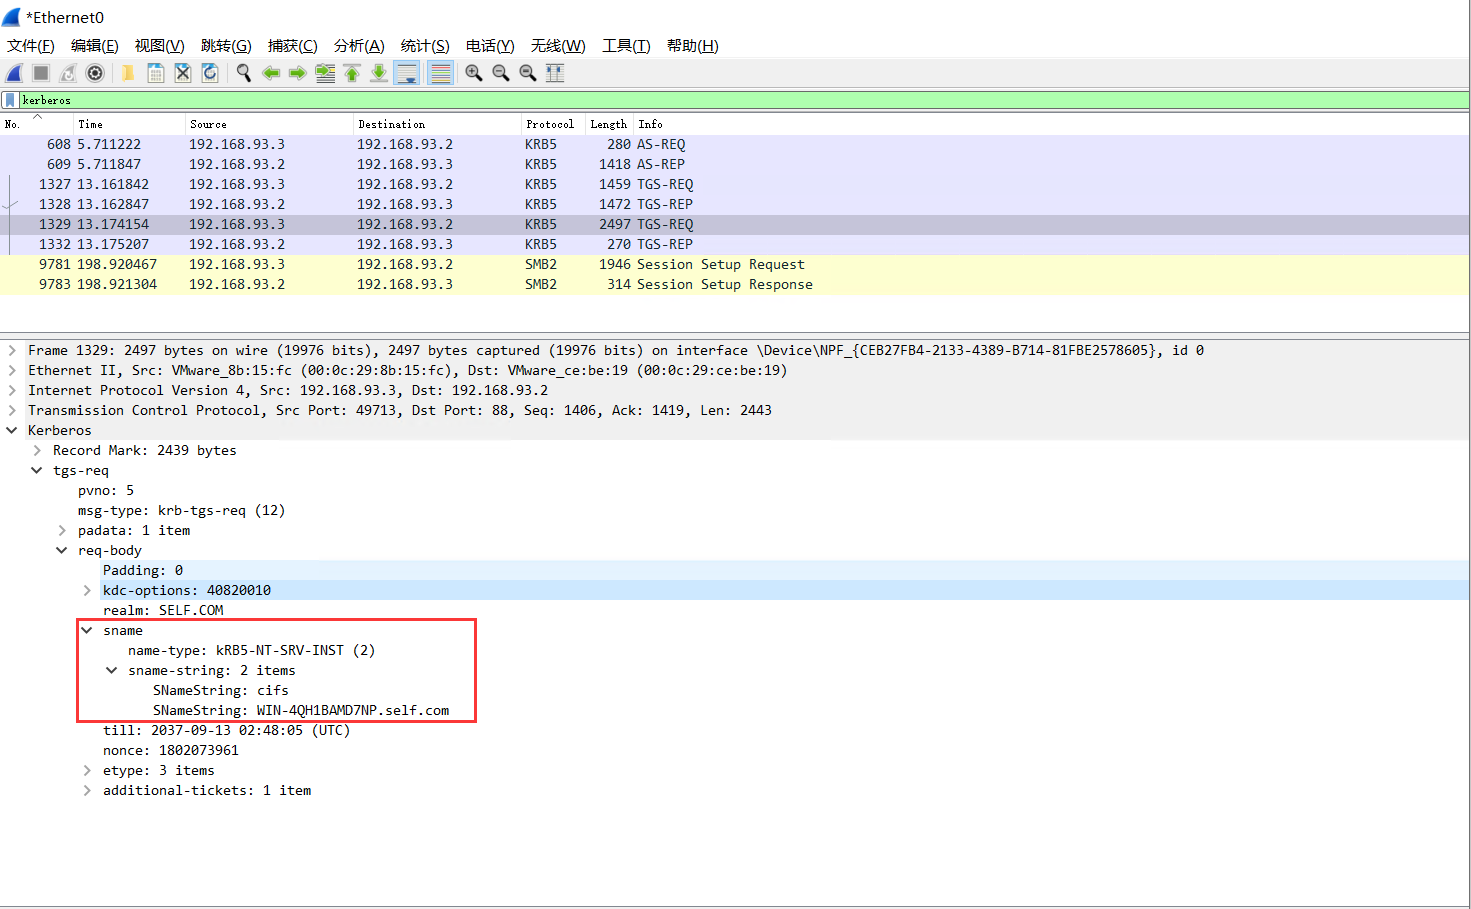 *Ethernet0
文件(F) 编辑(E) 视图(V) 跳转(G) 捕获(C) 分析(A) 统计(S) 电话(Y) 无线(W) 工具(T) 帮助(H)
kerberos
No. Time Source Destination Protocol Length Info
608 5.711222 192.168.93.3 192.168.93.2 KRB5 280 AS-REQ
609 5.711847 192.168.93.2 192.168.93.3 KRB5 1418 AS-REP
1327 13.161842 192.168.93.3 192.168.93.2 KRB5 1459 TGS-REQ
1328 13.162847 192.168.93.2 192.168.93.3 KRB5 1472 TGS-REP
1329 13.174154 192.168.93.3 192.168.93.2 KRB5 2497 TGS-REQ
1332 13.175207 192.168.93.2 192.168.93.3 KRB5 270 TGS-REP
9781 198.920467 192.168.93.3 192.168.93.2 SMB2 1946 Session Setup Request
9783 198.921304 192.168.93.2 192.168.93.3 SMB2 314 Session Setup Response
Frame 1329: 2497 bytes on wire (19976 bits), 2497 bytes captured (19976 bits) on interface \Device\NPF_{CEB27FB4-2133-4389-B714-81FBE2578605}, id 0
Ethernet II, Src: VMware_8b:15:fc (00:0c:29:8b:15:fc), Dst: VMware_ce:be:19 (00:0c:29:ce:be:19)
Internet Protocol Version 4, Src: 192.168.93.3, Dst: 192.168.93.2
Transmission Control Protocol, Src Port: 49713, Dst Port: 88, Seq: 1406, Ack: 1419, Len: 2443
Kerberos
Record Mark: 2439 bytes
tgs-req
pvno: 5
msg-type: krb-tgs-req (12)
padata: 1 item
req-body
Padding: 0
kdc-options: 40820010
realm: SELF.COM
sname
name-type: kRB5-NT-SRV-INST (2)
sname-string: 2 items
SNameString: cifs
SNameString: WIN-4QH1BAMD7NP.self.com
till: 2037-09-13 02:48:05 (UTC)
nonce: 1802073961
etype: 3 items
additional-tickets: 1 item